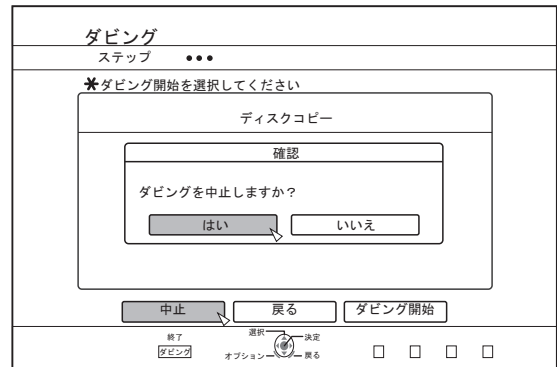 ダビング
ステップ ●●●
✱ダビング開始を選択してください
ディスクコピー
確認
ダビングを中止しますか？
はい いいえ
中止 戻る ダビング開始
終了
ダビング
選択 決定
オプション 戻る